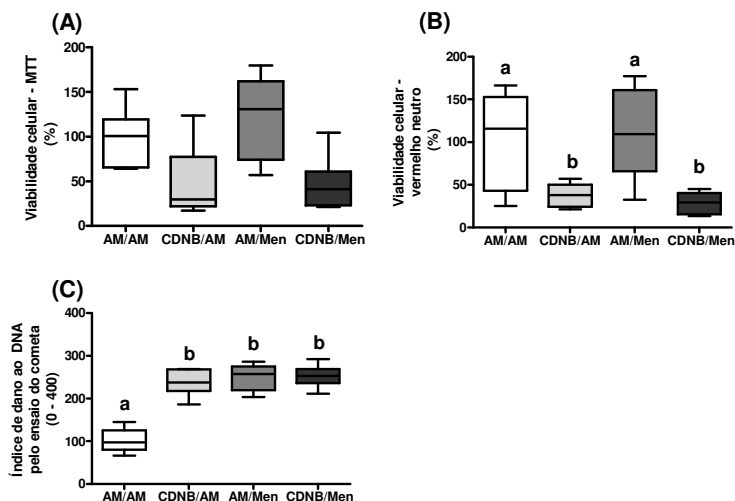 (A)
Viabilidade celular - MTT
(%)
200
150
100
50
0
AM/AM CDNB/AM AM/Men CDNB/Men
(B)
Viabilidade celular -
vermelho neutro
(%)
200
150
100
50
0
a
b
a
b
AM/AM CDNB/AM AM/Men CDNB/Men
(C)
Índice de dano ao DNA
pelo ensaio do cometa
(0 - 400)
400
300
200
100
0
a
b
b
b
AM/AM CDNB/AM AM/Men CDNB/Men